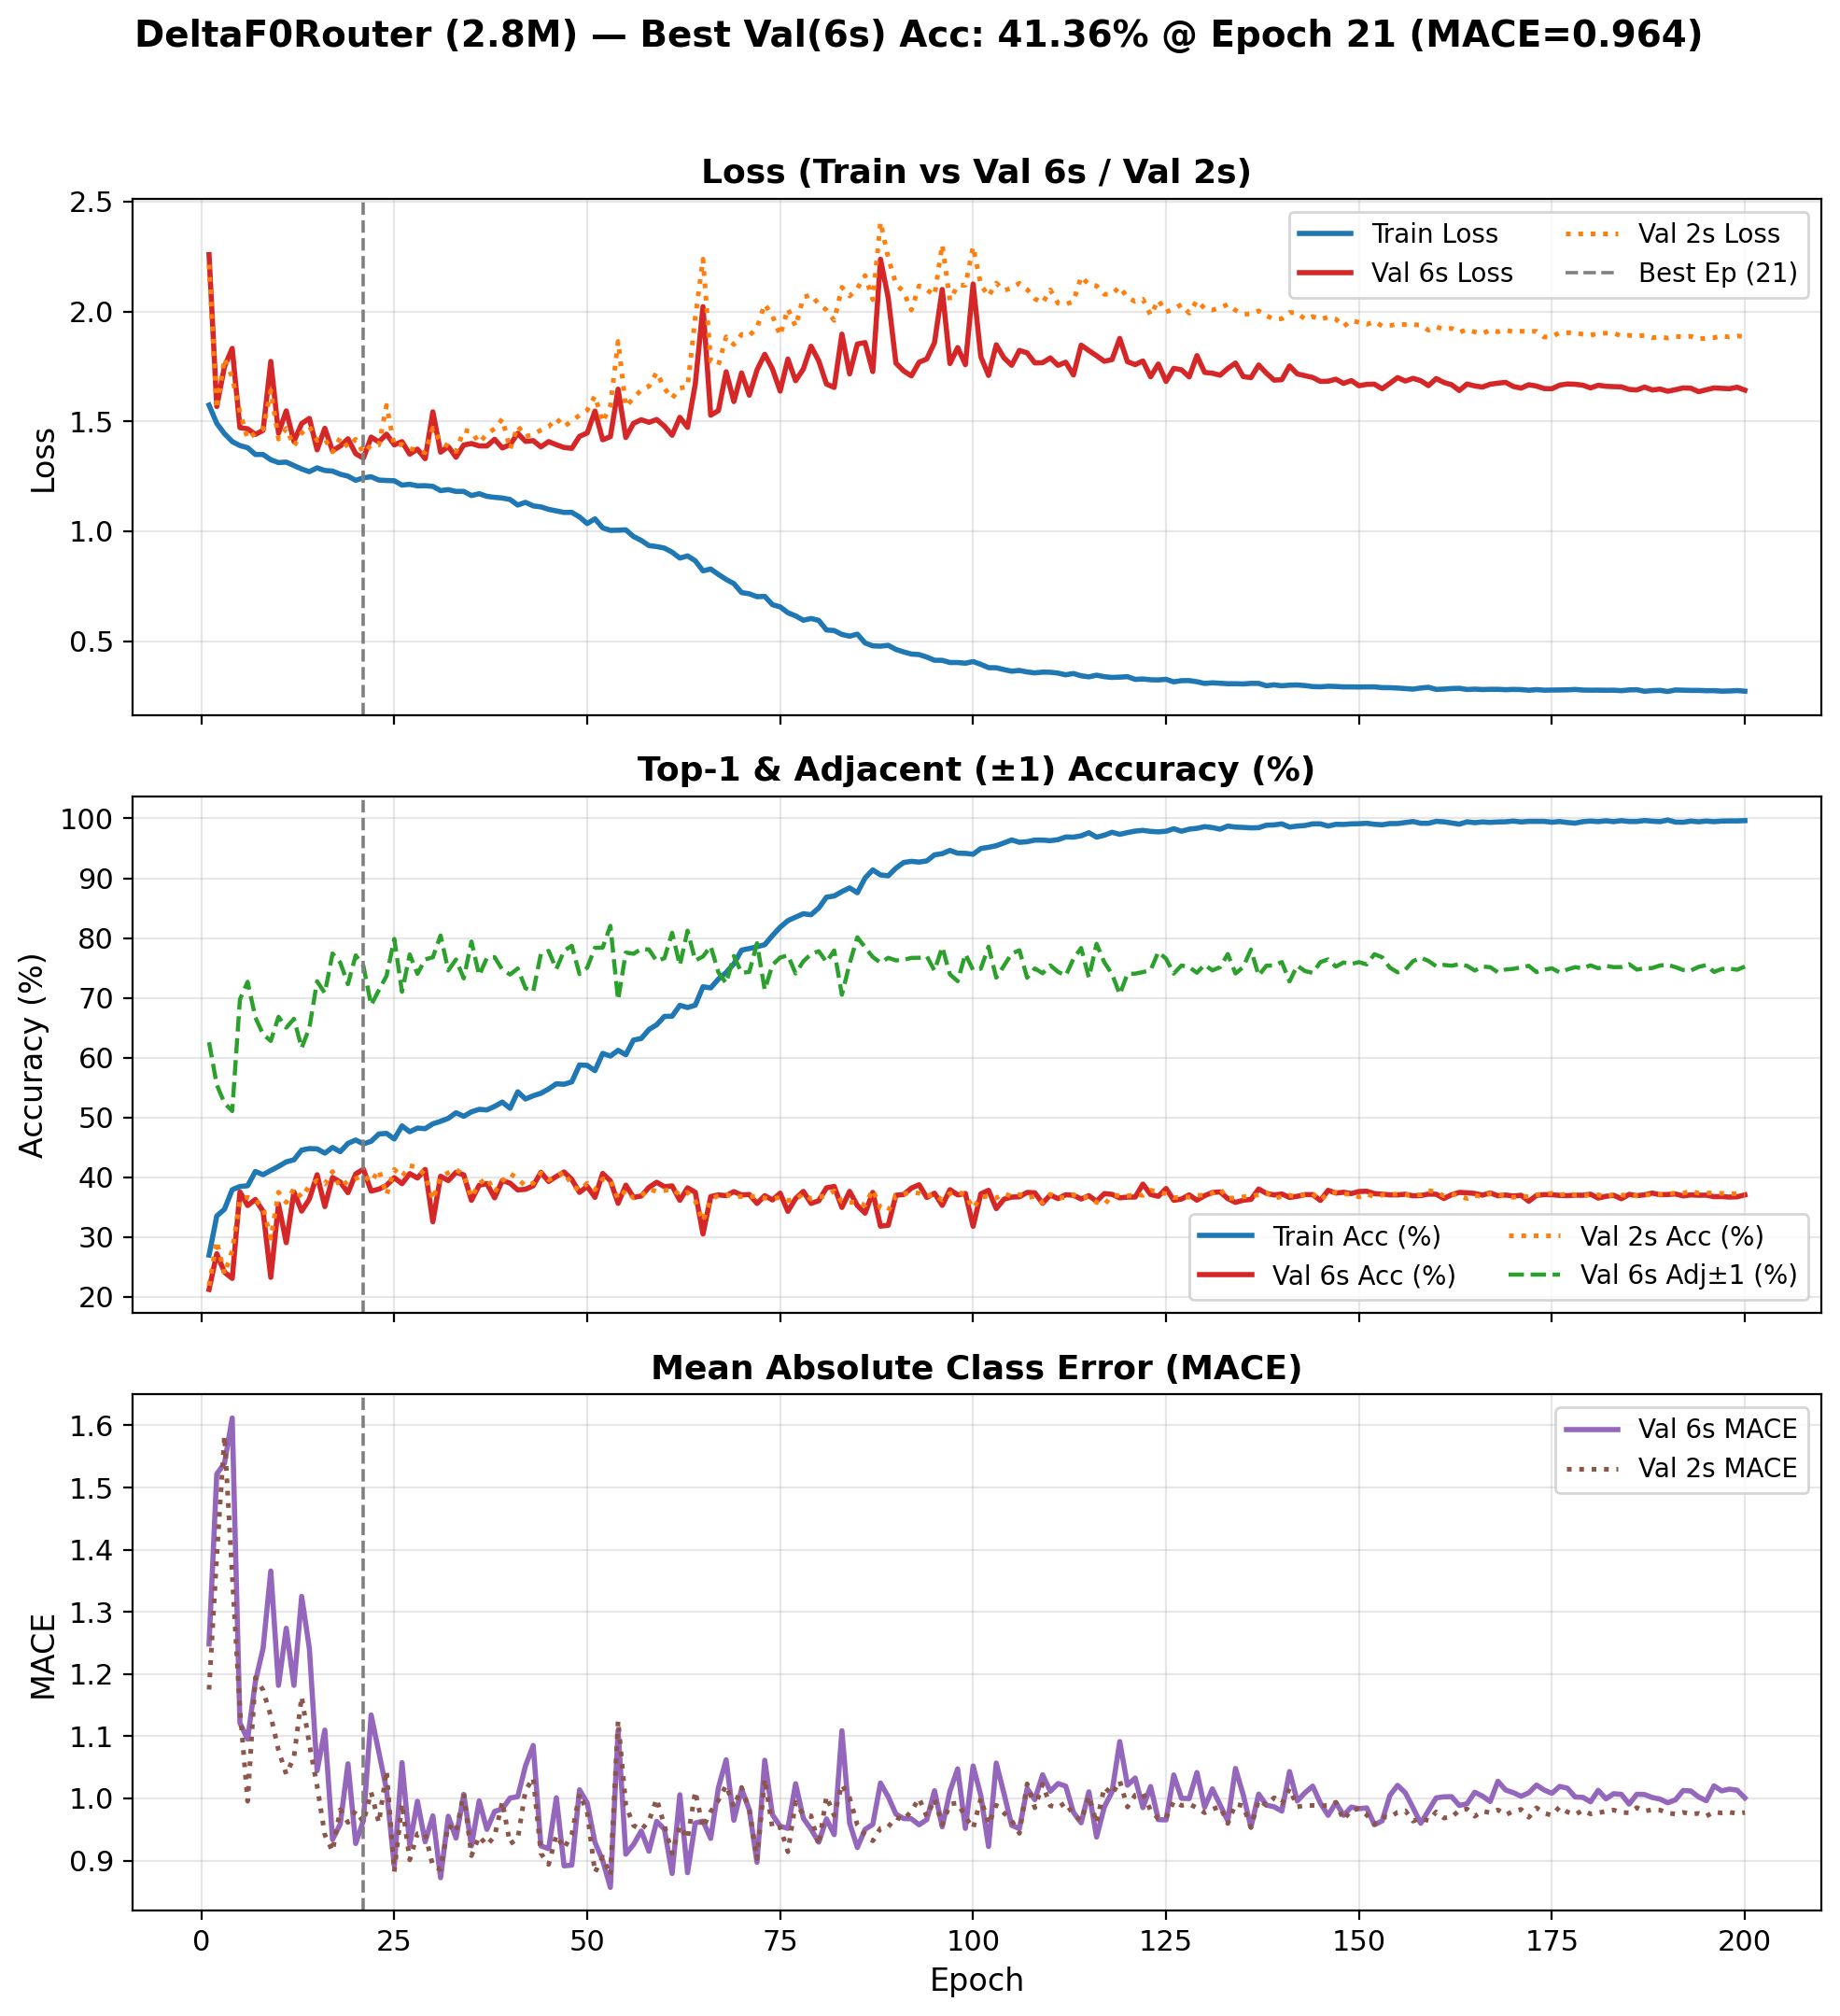 DeltaF0Router (2.8M) — Best Val(6s) Acc: 41.36% @ Epoch 21 (MACE=0.964)
Loss (Train vs Val 6s / Val 2s)
2.5
2.0
1.5
1.0
0.5
Loss
Train Loss
Val 6s Loss
Val 2s Loss
Best Ep (21)
Top-1 & Adjacent (±1) Accuracy (%)
100
90
80
70
60
50
40
30
20
Accuracy (%)
Train Acc (%)
Val 6s Acc (%)
Val 2s Acc (%)
Val 6s Adj±1 (%)
Mean Absolute Class Error (MACE)
1.6
1.5
1.4
1.3
1.2
1.1
1.0
0.9
MACE
Val 6s MACE
Val 2s MACE
0 25 50 75 100 125 150 175 200
Epoch